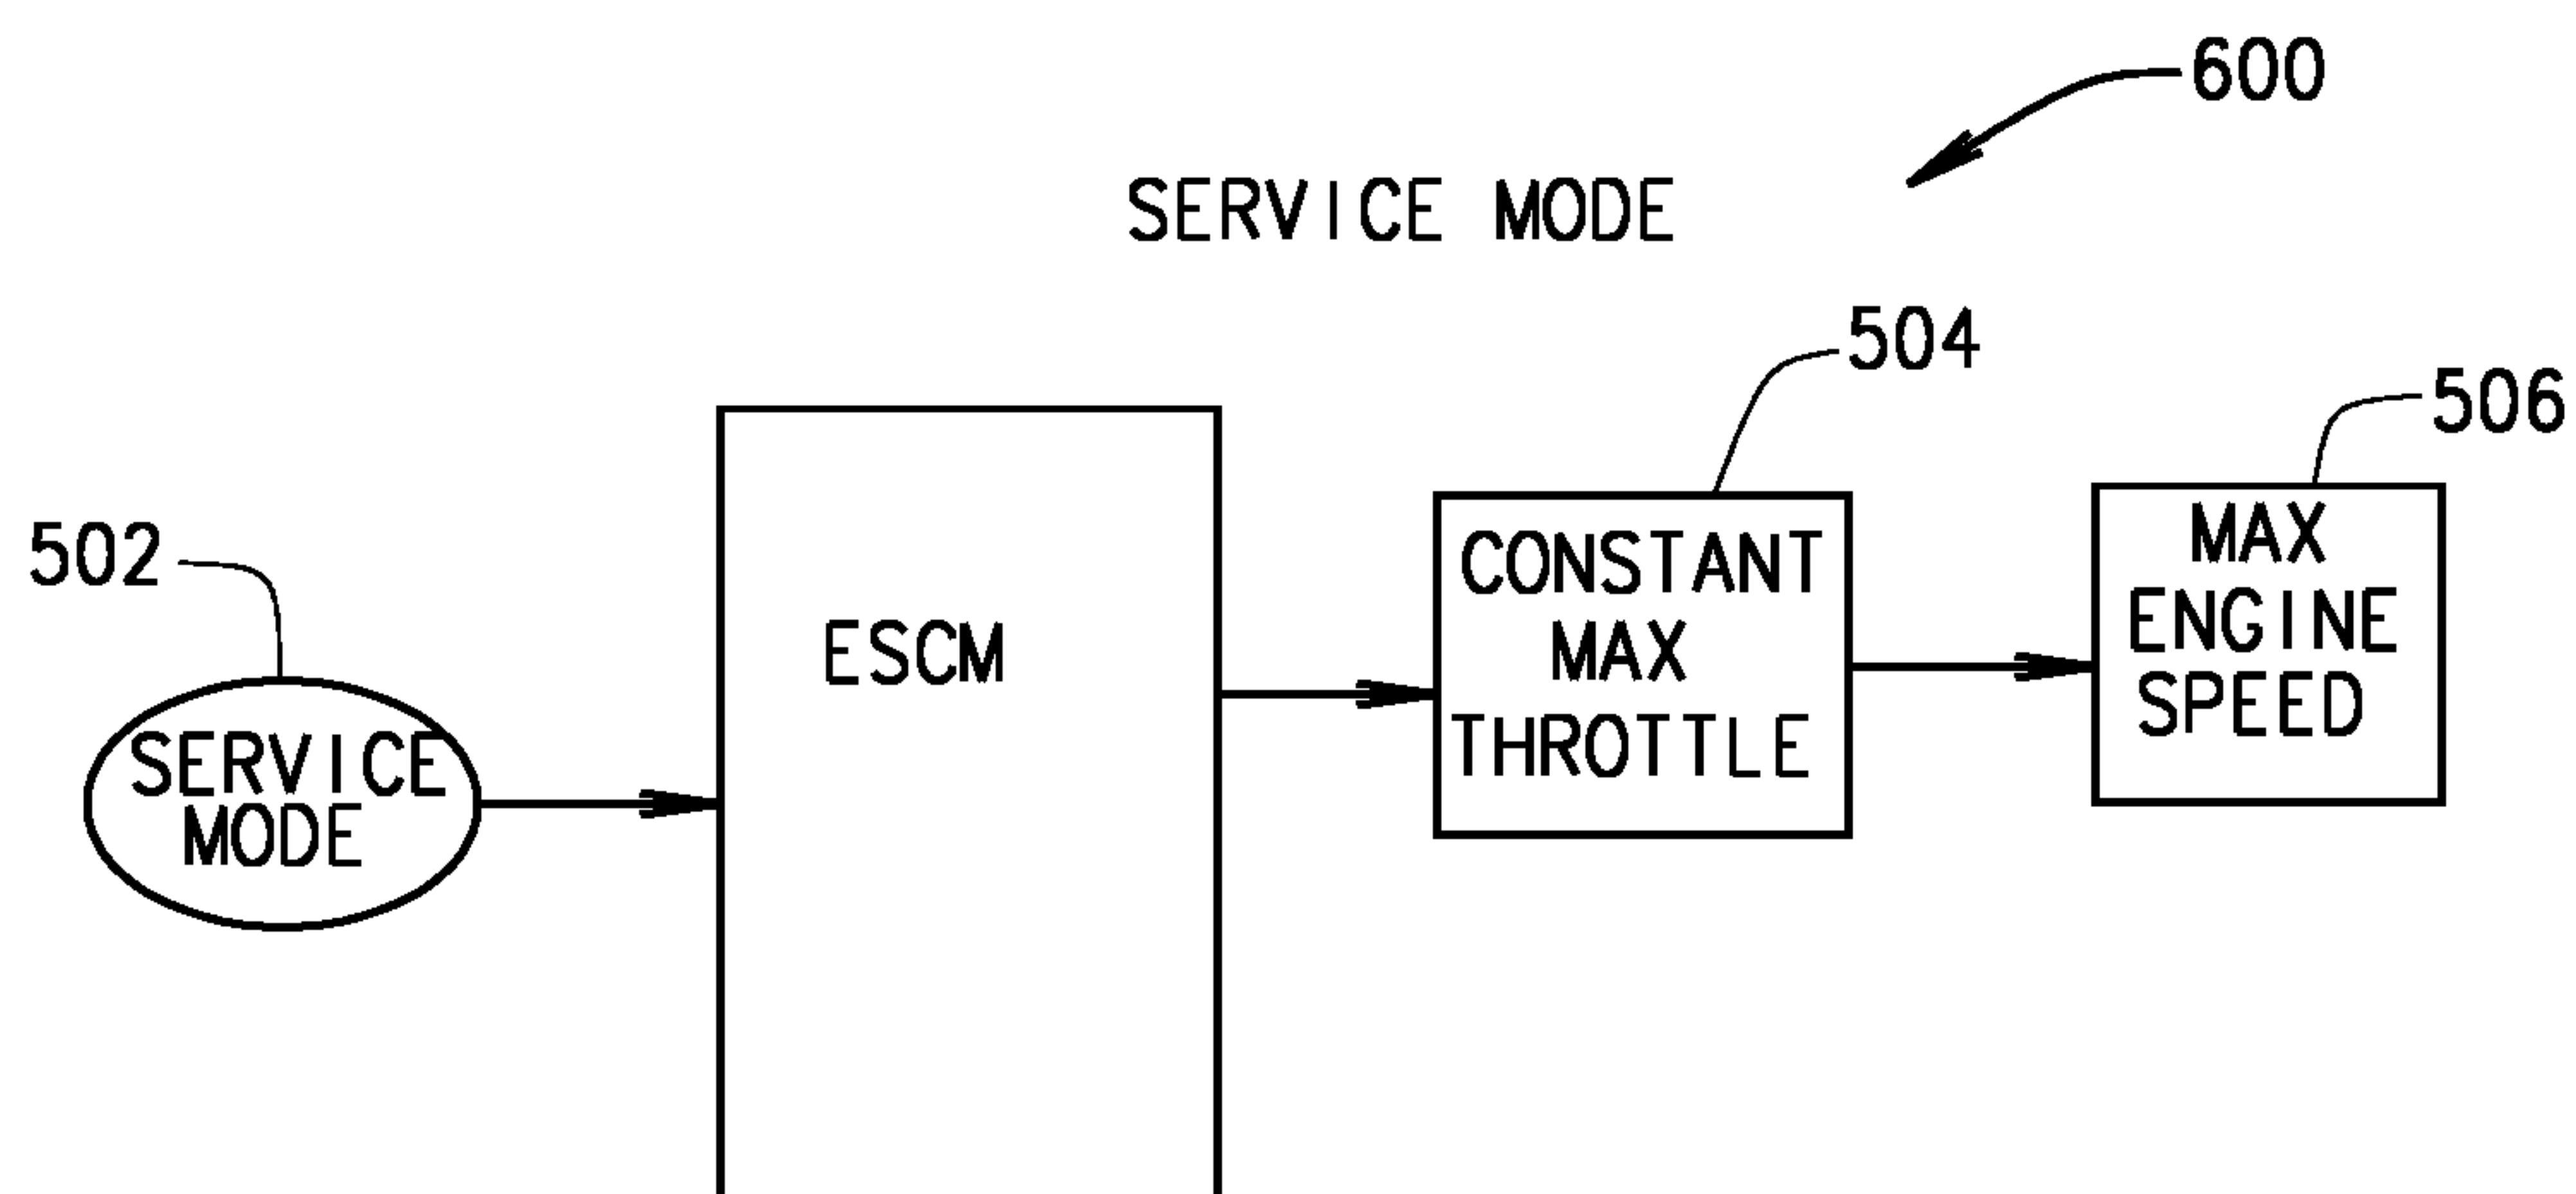 600
SERVICE MODE
504
506
502
ESCM
CONSTANT
MAX
THROTTLE
MAX
ENGINE
SPEED
SERVICE
MODE